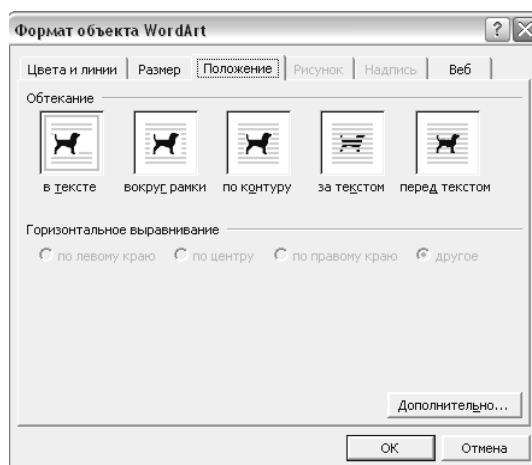 Формат объекта WordArt
Цвета и линии Размер Положение Рисунок Надпись Веб
Обтекание
в тексте вокруг рамки по контуру за текстом перед текстом
Горизонтальное выравнивание
по левому краю по центру по правому краю другое
Дополнительно...
ОК Отмена